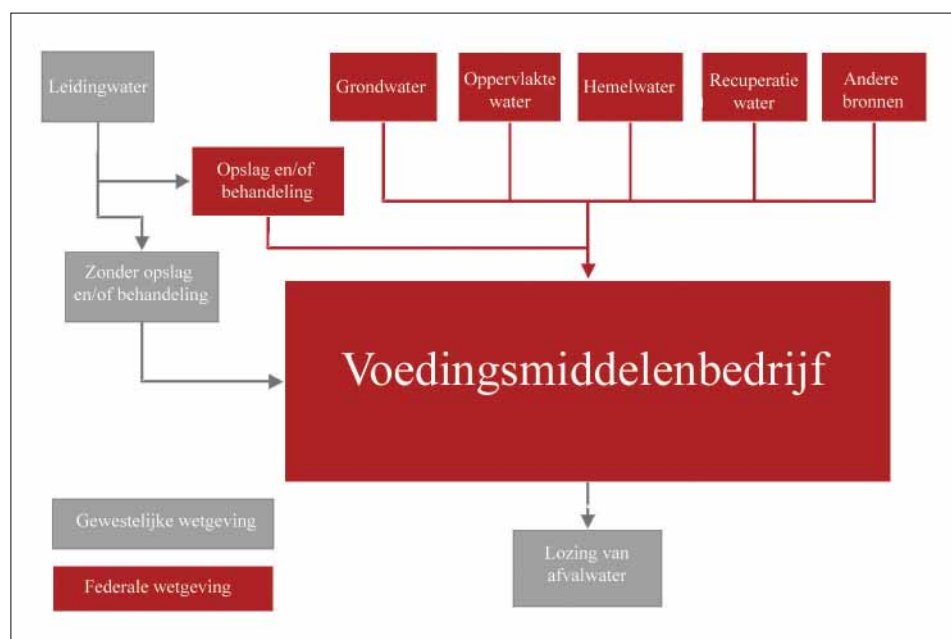 Leidingwater
Grondwater
Oppervlakte
water
Hemelwater
Recuperatie
water
Andere
bronnen
Opslag en/of
behandeling
Zonder opslag
en/of behandeling
Voedingsmiddelenbedrijf
Gewestelijke wetgeving
Federale wetgeving
Lozing van
afvalwater